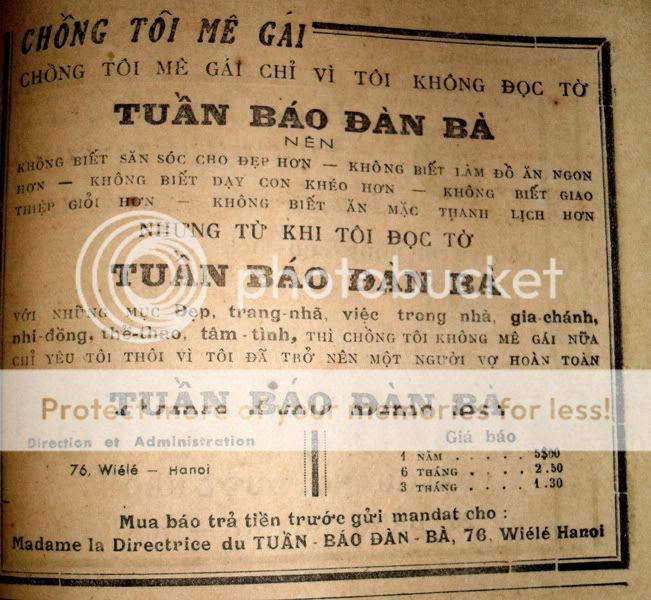 CHỒNG TÔI MÊ GÁI
CHỒNG TÔI MÊ GÁI CHỈ VÌ TÔI KHÔNG ĐỌC TỜ
TUẦN BÁO ĐÀN BÀ
NÊN
KHÔNG BIẾT SĂN SÓC CHO ĐẸP HƠN — KHÔNG BIẾT LÀM ĐỒ ĂN NGON
HƠN — KHÔNG BIẾT DẠY CON KHÉO HƠN — KHÔNG BIẾT GIAO
THIỆP GIỎI HƠN — KHÔNG BIẾT ĂN MẶC THANH LỊCH HƠN
NHƯNG TỪ KHI TÔI ĐỌC TỜ
TUẦN BÁO ĐÀN BÀ
photobucket
VỚI NHỮNG MỤC Đẹp, trang-nhã, việc trong nhà, gia-chánh,
nhi-đồng, thể-thao, tâm-tình, THÌ CHỒNG TÔI KHÔNG MÊ GÁI NỮA
CHỈ YÊU TÔI THÔI VÌ TÔI ĐÃ TRỞ NÊN MỘT NGƯỜI VỢ HOÀN TOÀN
TUẦN BÁO ĐÀN BÀ
Protect more of your memories for less!
Direction et Administration
76, Wiélé — Hanoi
Giá báo
1 NĂM . . . . . 5$00
6 THÁNG . . . . 2.50
3 THÁNG . . . . 1.30
Mua báo trả tiền trước gửi mandat cho :
Madame la Directrice du TUẦN - BÁO ĐÀN - BÀ, 76, Wiélé Hanoi